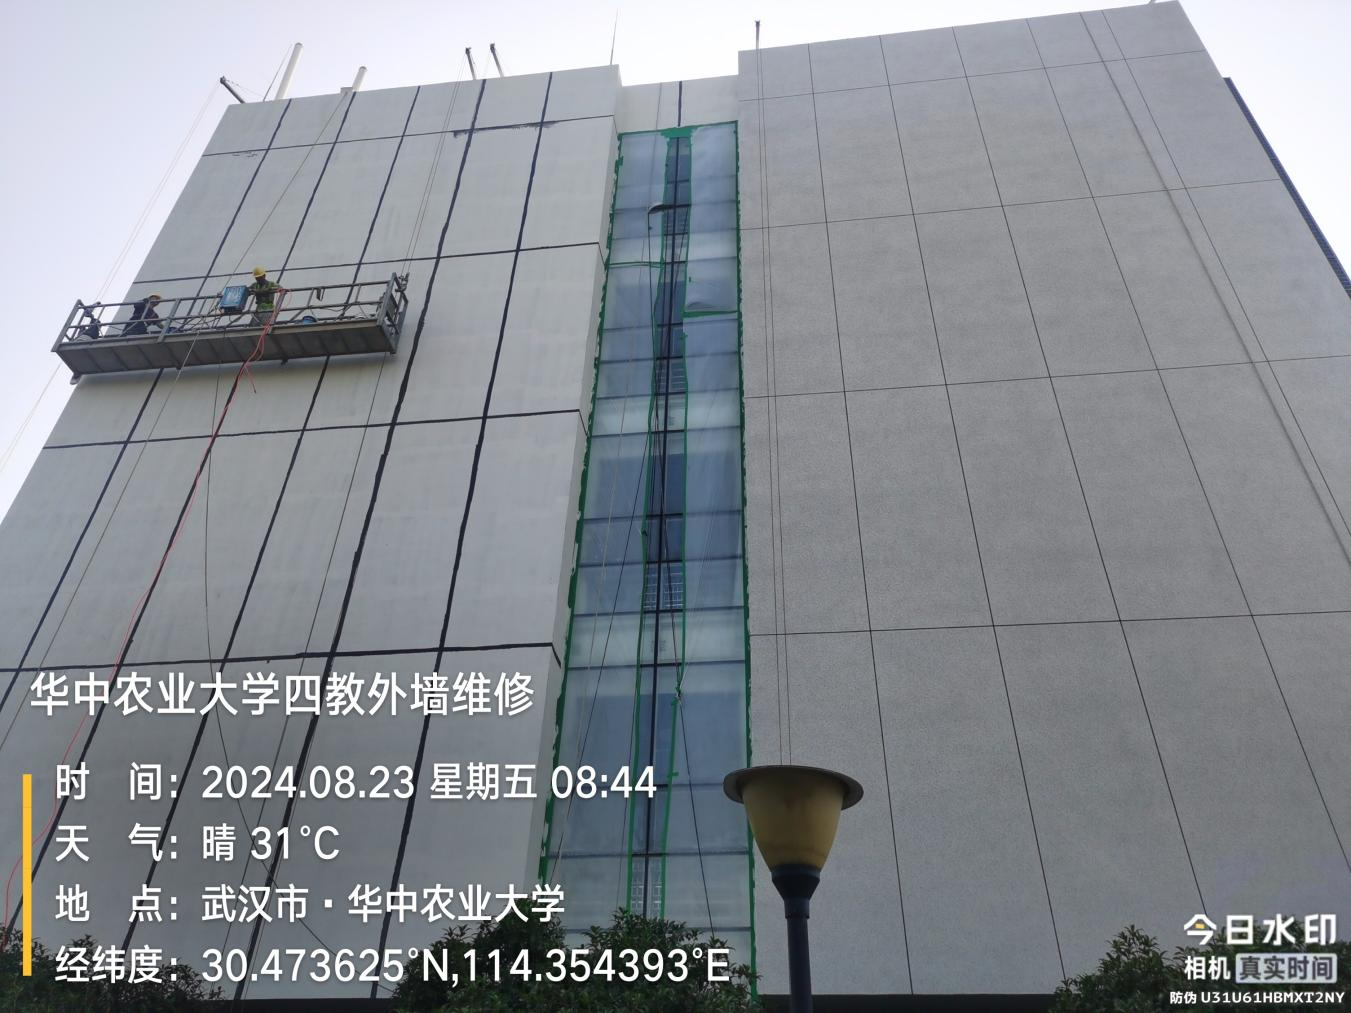 华中农业大学四教外墙维修
时 间：2024.08.23 星期五 08:44
天 气：晴 31°C
地 点：武汉市·华中农业大学
经纬度：30.473625°N,114.354393°E
今日水印
相机 真实时间
防伪 U31U61HBMXT2NY